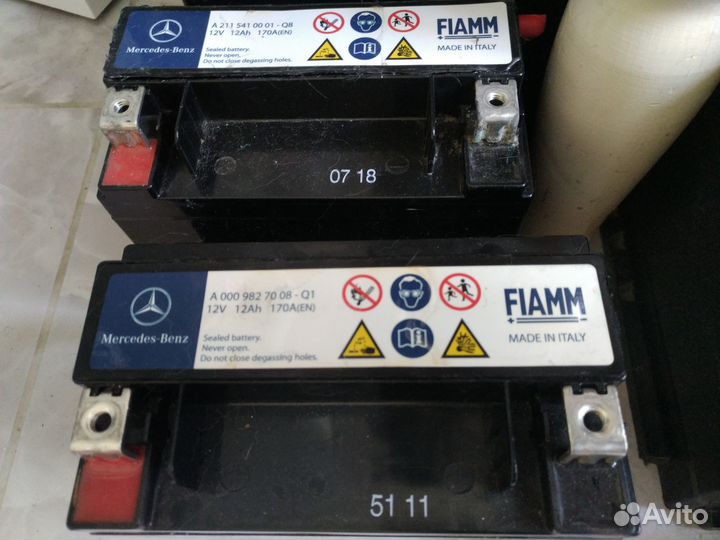 A 211 541 00 01 - Q8
12V 12Ah 170A(EN)
FIAMM
Mercedes-Benz
Sealed battery.
Never open.
Do not close degassing holes.
MADE IN ITALY
07 18
A 000 982 70 08 - Q1
12V 12Ah 170A(EN)
FIAMM
Mercedes-Benz
Sealed battery.
Never open.
Do not close degassing holes.
MADE IN ITALY
51 11
Avito